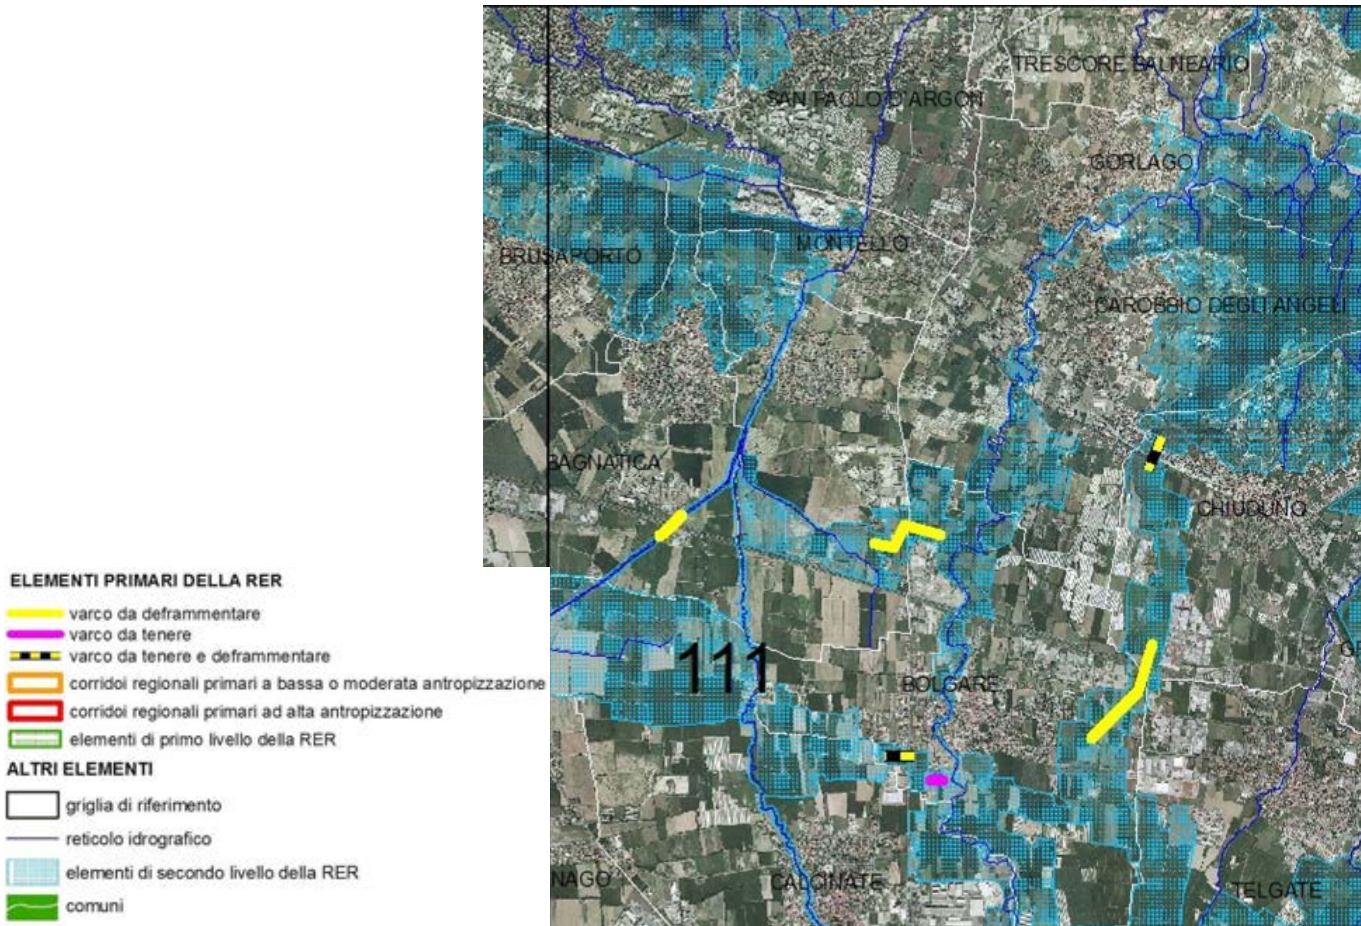 ELEMENTI PRIMARI DELLA RER
varco da deframmentare
varco da tenere
varco da tenere e deframmentare
corridoi regionali primari a bassa o moderata antropizzazione
corridoi regionali primari ad alta antropizzazione
elementi di primo livello della RER
ALTRI ELEMENTI
griglia di riferimento
reticolo idrografico
elementi di secondo livello della RER
comuni
TRESCORE BALNEARIO
SAN PAOLO D'ARGON
GORLAGO
MONTELLO
BRUSAPORTO
CAROBBIO DEGLI ANGELI
BAGNATICA
CHIUDUNO
G
111
BOLGARE
NAGO
CALCINATE
TELGATE